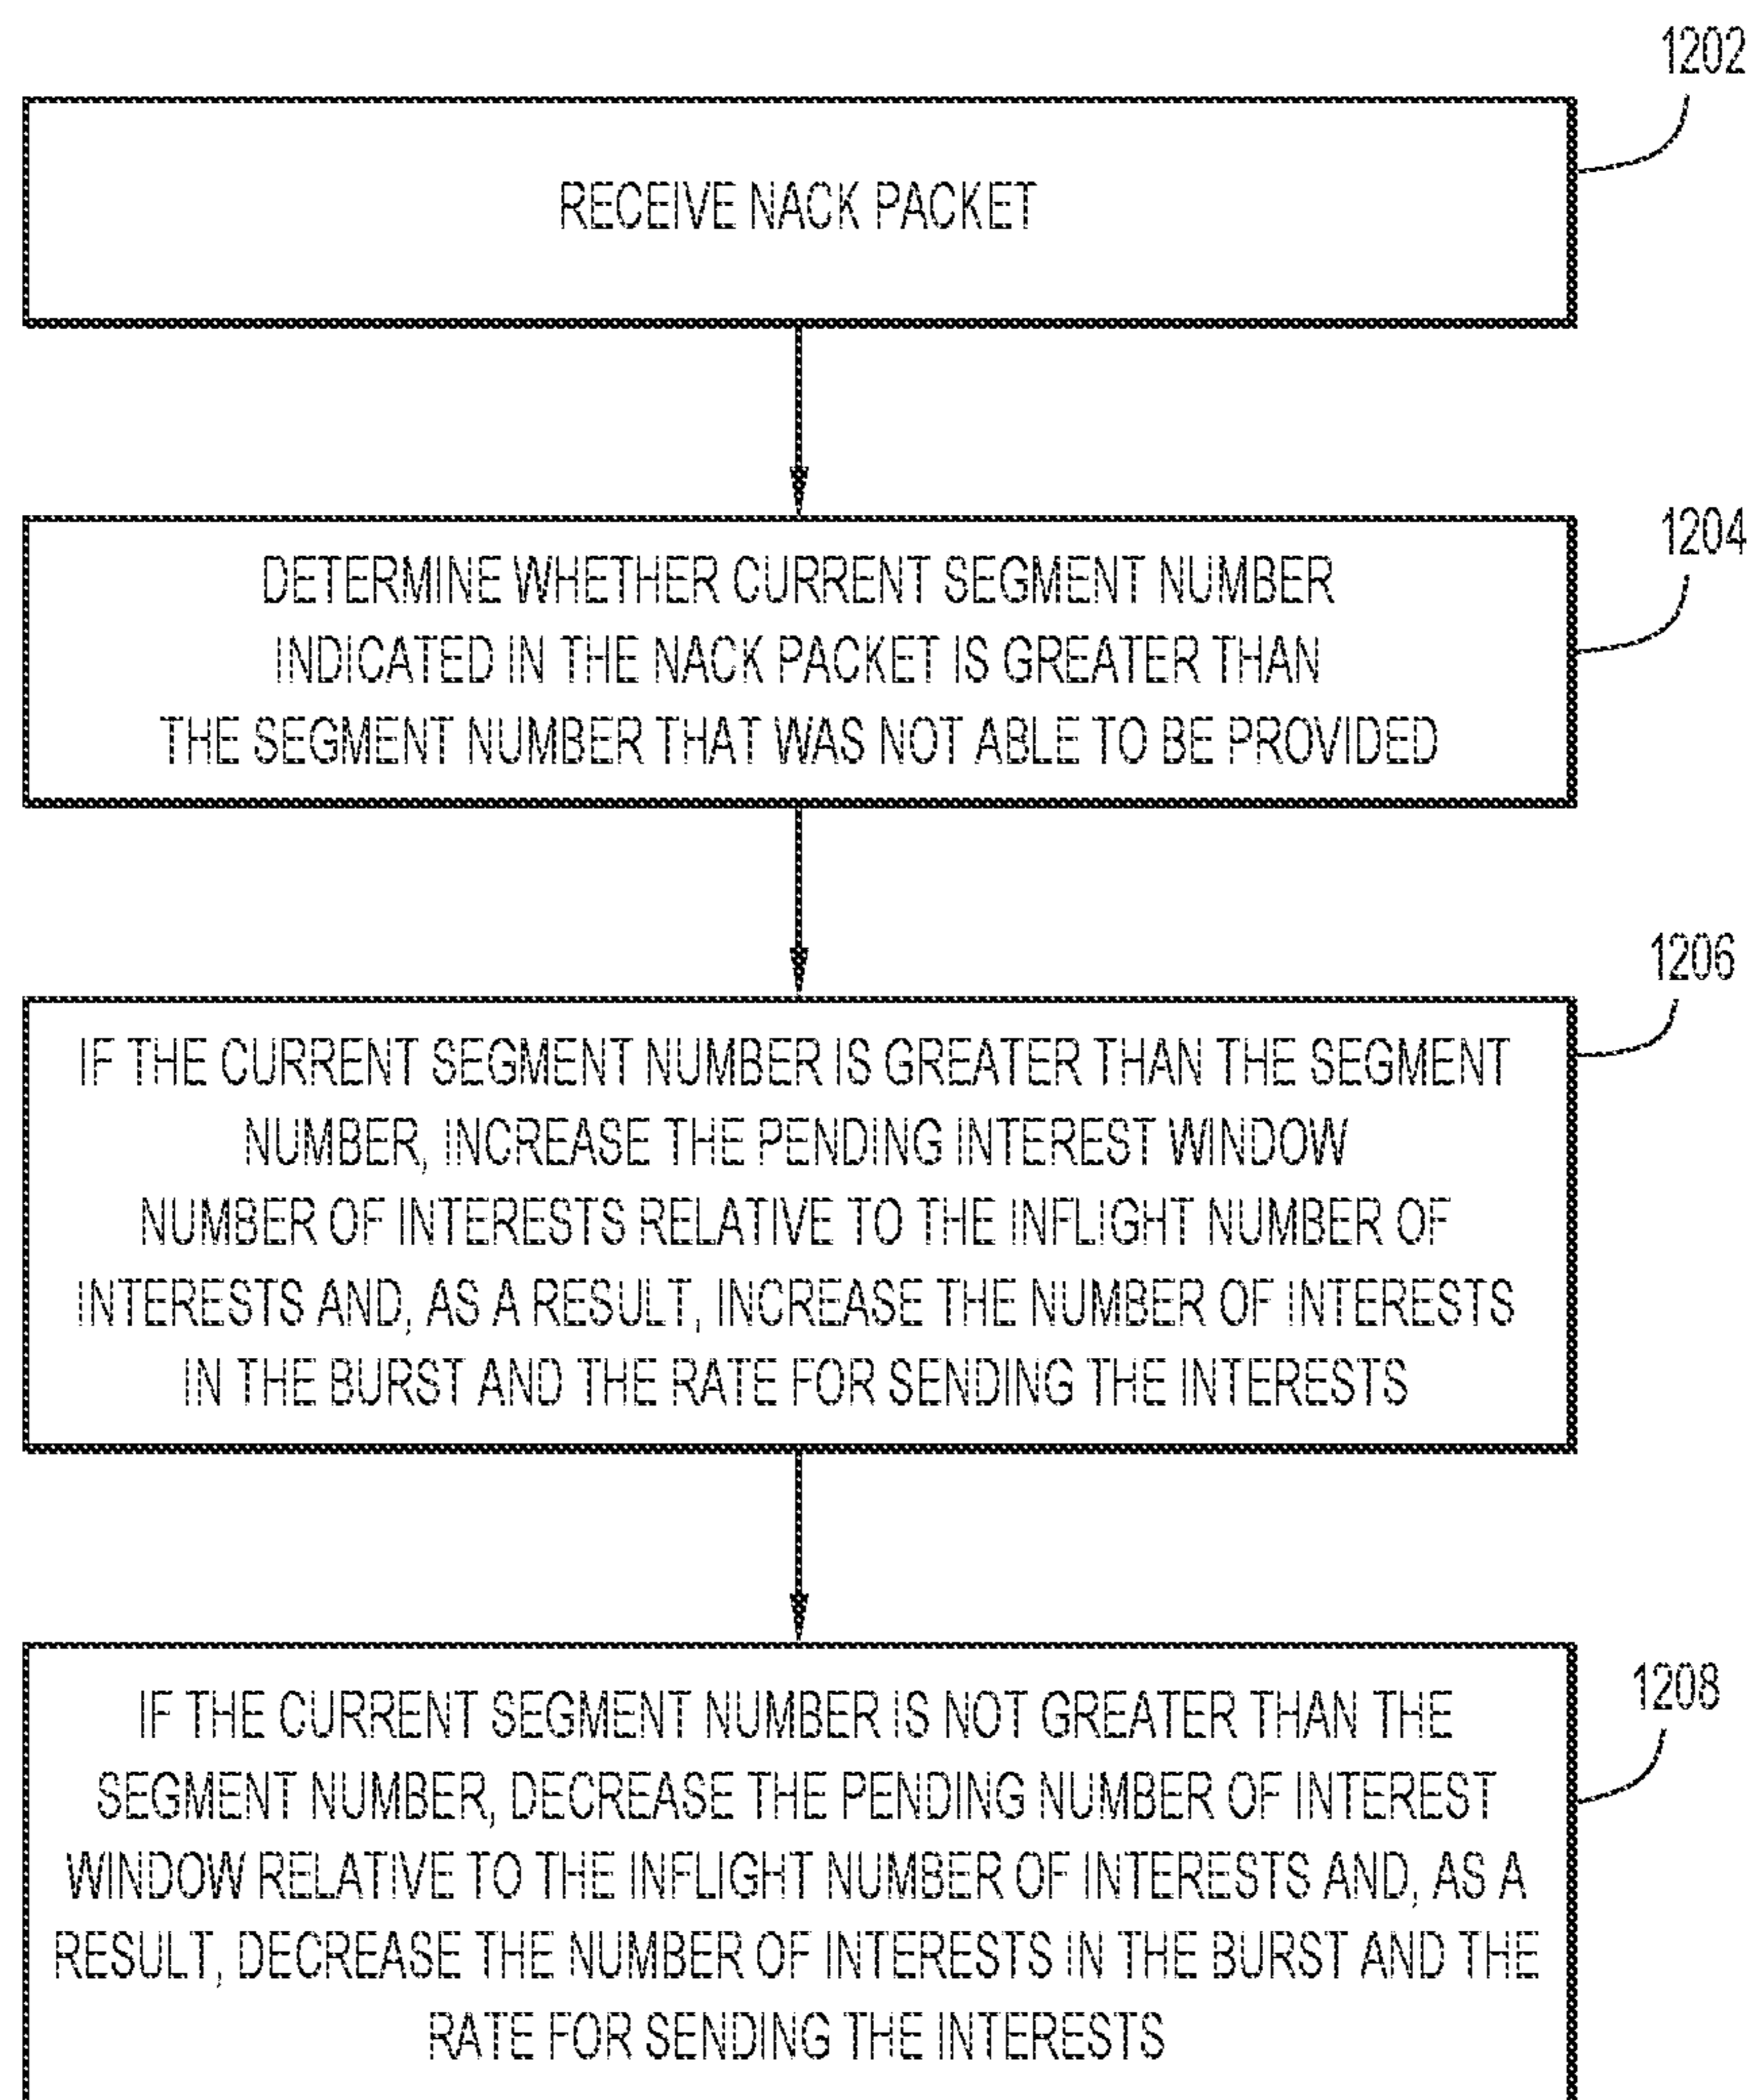 1202
RECEIVE NACK PACKET
1204
DETERMINE WHETHER CURRENT SEGMENT NUMBER
INDICATED IN THE NACK PACKET IS GREATER THAN
THE SEGMENT NUMBER THAT WAS NOT ABLE TO BE PROVIDED
1206
IF THE CURRENT SEGMENT NUMBER IS GREATER THAN THE SEGMENT
NUMBER, INCREASE THE PENDING INTEREST WINDOW
NUMBER OF INTERESTS RELATIVE TO THE INFLIGHT NUMBER OF
INTERESTS AND, AS A RESULT, INCREASE THE NUMBER OF INTERESTS
IN THE BURST AND THE RATE FOR SENDING THE INTERESTS
1208
IF THE CURRENT SEGMENT NUMBER IS NOT GREATER THAN THE
SEGMENT NUMBER, DECREASE THE PENDING NUMBER OF INTEREST
WINDOW RELATIVE TO THE INFLIGHT NUMBER OF INTERESTS AND, AS A
RESULT, DECREASE THE NUMBER OF INTERESTS IN THE BURST AND THE
RATE FOR SENDING THE INTERESTS